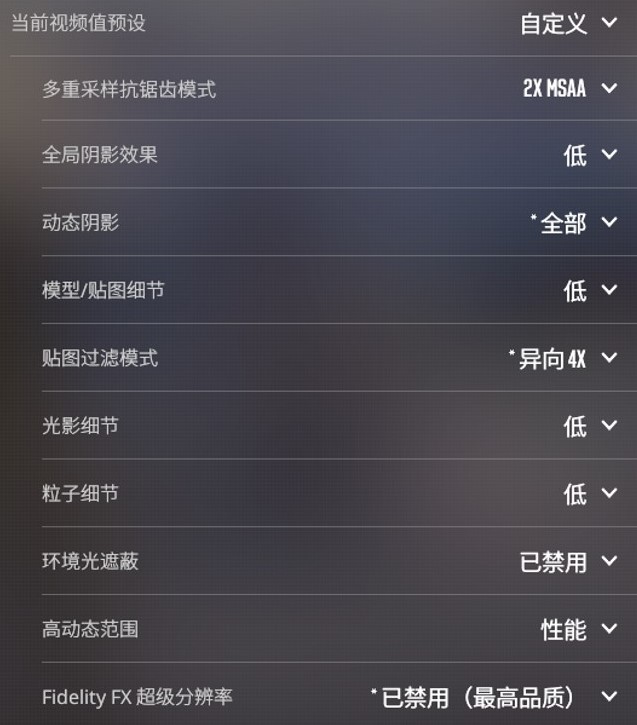 当前视频值预设 自定义
多重采样抗锯齿模式 2X MSAA
全局阴影效果 低
动态阴影 *全部
模型/贴图细节 低
贴图过滤模式 *异向 4X
光影细节 低
粒子细节 低
环境光遮蔽 已禁用
高动态范围 性能
Fidelity FX 超级分辨率 *已禁用（最高品质）